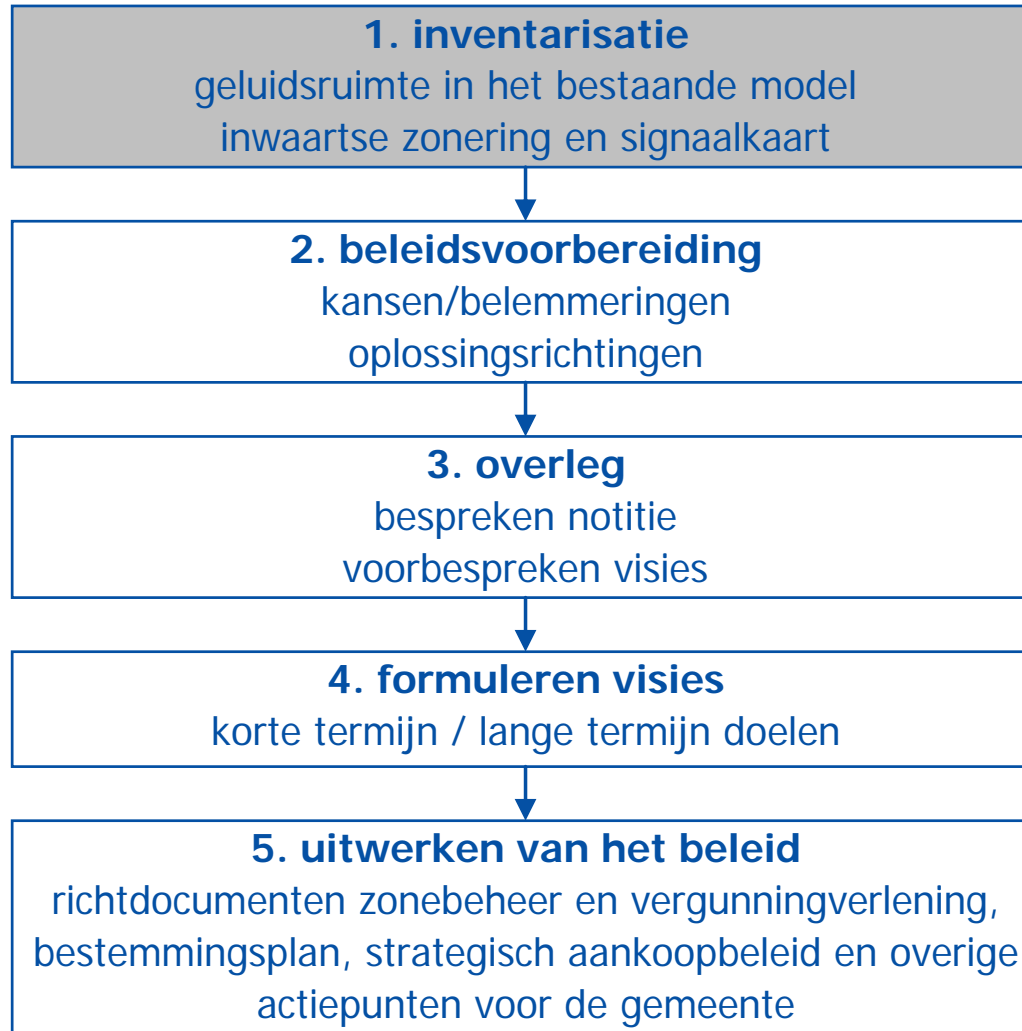 1. inventarisatie
geluidsruimte in het bestaande model
inwaartse zonering en signaalkaart
2. beleidsvoorbereiding
kansen/belemmeringen
oplossingsrichtingen
3. overleg
bespreken notitie
voorbespreken visies
4. formuleren visies
korte termijn / lange termijn doelen
5. uitwerken van het beleid
richtdocumenten zonebeheer en vergunningverlening,
bestemmingsplan, strategisch aankoopbeleid en overige
actiepunten voor de gemeente